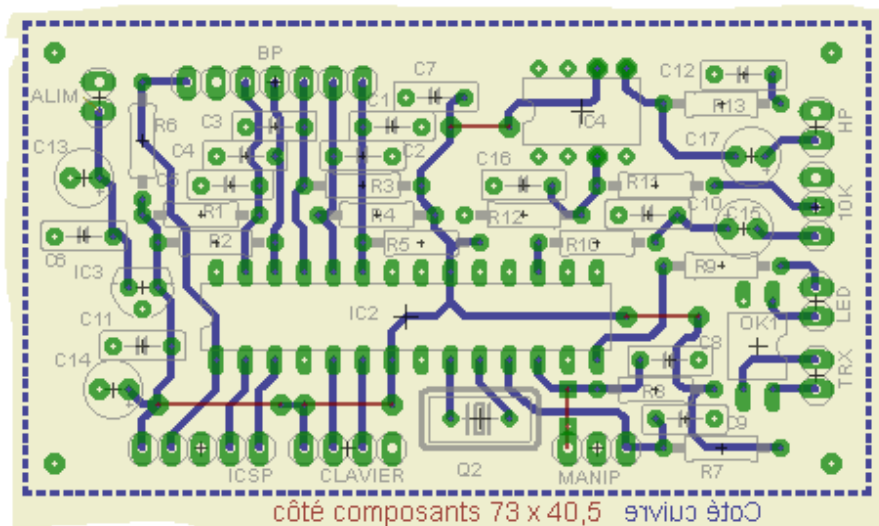 BP
C7
C12
ALIM
C1
R13
C3
IC4
HP
R6
C17
C13
C4
C2
C16
C5
R3
R11
10K
C10
R1
R4
R12
C15
R2
R5
R10
C6
IC3
R9
IC2
LED
OK1
C11
C14
C8
TRX
R8
C9
ICSP
CLAVIER
Q2
MANIP
R7
côté composants 73 x 40,5 Coté cuivre